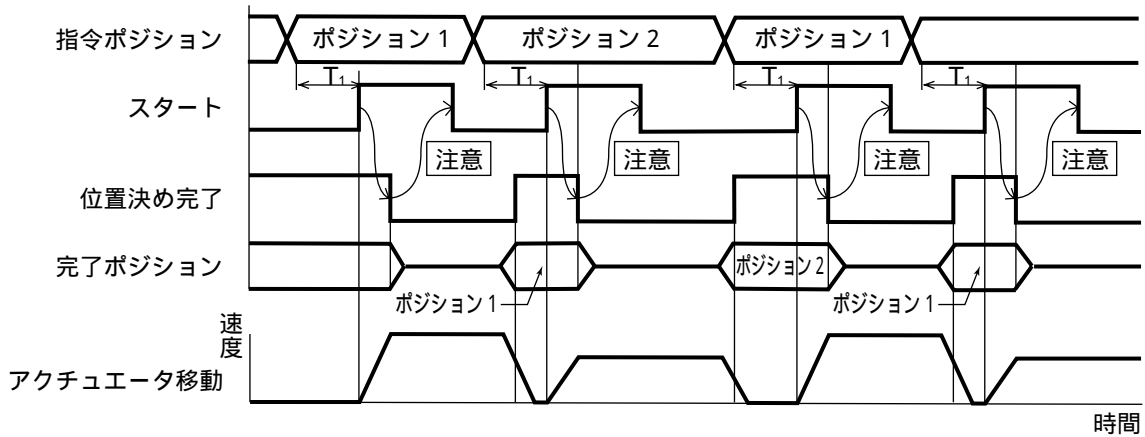 指令ポジション
ポジション 1
ポジション 2
ポジション 1
T₁
T₁
T₁
T₁
スタート
注意
注意
注意
注意
位置決め完了
完了ポジション
ポジション 2
ポジション 1
ポジション 1
速度
アクチュエータ移動
時間